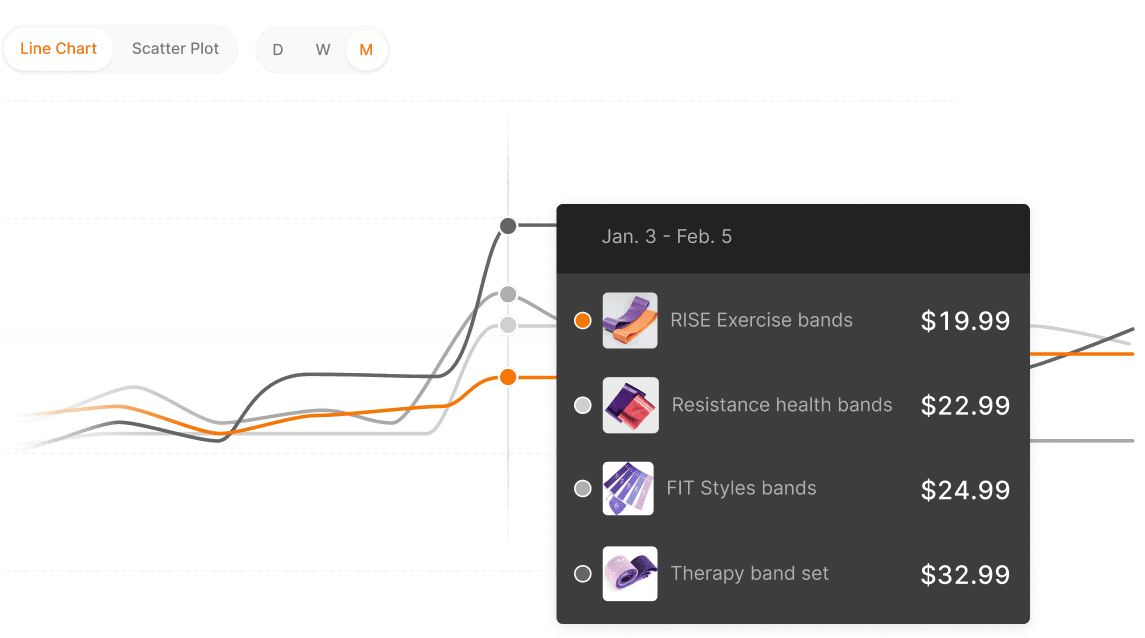 Line Chart Scatter Plot D W M
Jan. 3 - Feb. 5
RISE Exercise bands $19.99
Resistance health bands $22.99
FIT Styles bands $24.99
Therapy band set $32.99